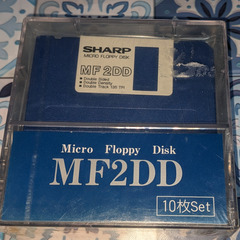 SHARP
MICRO FLOPPY DISK
MF2DD
Double Sided
Double Density
Double Track 135 TPI
Micro Floppy Disk
MF2DD
10枚Set